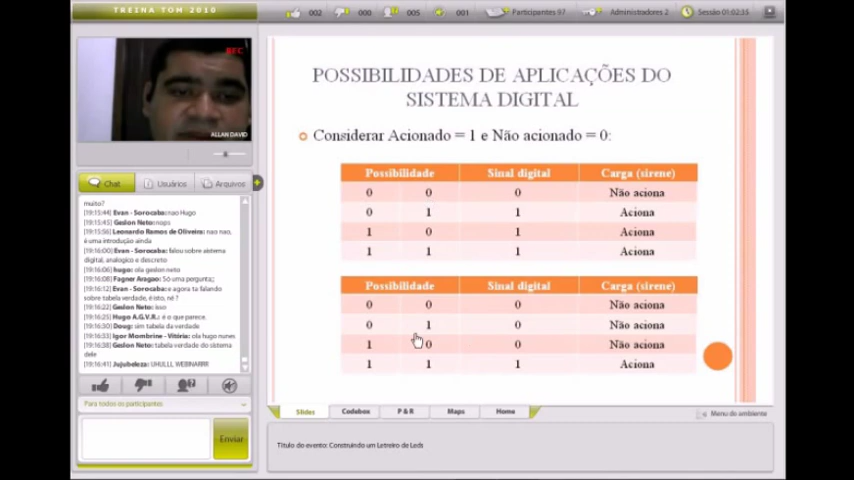 TREINA TOM 2010
002
000
005
001
Participantes 97
Administradores 2
Sessão 01:02:35
REC
ALLAN DAVID
Chat
Usuários
Arquivos
muito?
[19:15:44] Evan - Sorocaba: nao Hugo
[19:15:45] Geslon Neto: naps
[19:15:56] Leonardo Ramos de Oliveira: nao nao,
é uma introdução ainda
[19:16:00] Evan - Sorocaba: falou sobre sistema
digital, analogico e descreto
[19:16:06] hugo: ola geslon neto
[19:16:08] Fagner Aragao: Só uma pergunta;;
[19:16:12] Evan - Sorocaba: e agora ta falando
sobre tabela verdade, é isto, né ?
[19:16:22] Geslon Neto: isso
[19:16:25] Hugo A.G.V.R.: é o que parece.
[19:16:30] Doug: sim tabela da verdade
[19:16:33] Igor Mombrine - Vitória: ola hugo nunes
[19:16:38] Geslon Neto: tabela verdade do sistema
dele
[19:16:41] Jujubeleza: UHULLL WEBINARRR
Para todos os participantes
Enviar
POSSIBILIDADES DE APLICAÇÕES DO
SISTEMA DIGITAL
Considerar Acionado = 1 e Não acionado = 0:
Possibilidade Sinal digital Carga (sirene)
0 0 0 Não aciona
0 1 1 Aciona
1 0 1 Aciona
1 1 1 Aciona
Possibilidade Sinal digital Carga (sirene)
0 0 0 Não aciona
0 1 0 Não aciona
1 0 0 Não aciona
1 1 1 Aciona
Slides
Codebox
P & R
Maps
Home
Menu do ambiente
Título do evento: Construindo um Letreiro de Leds